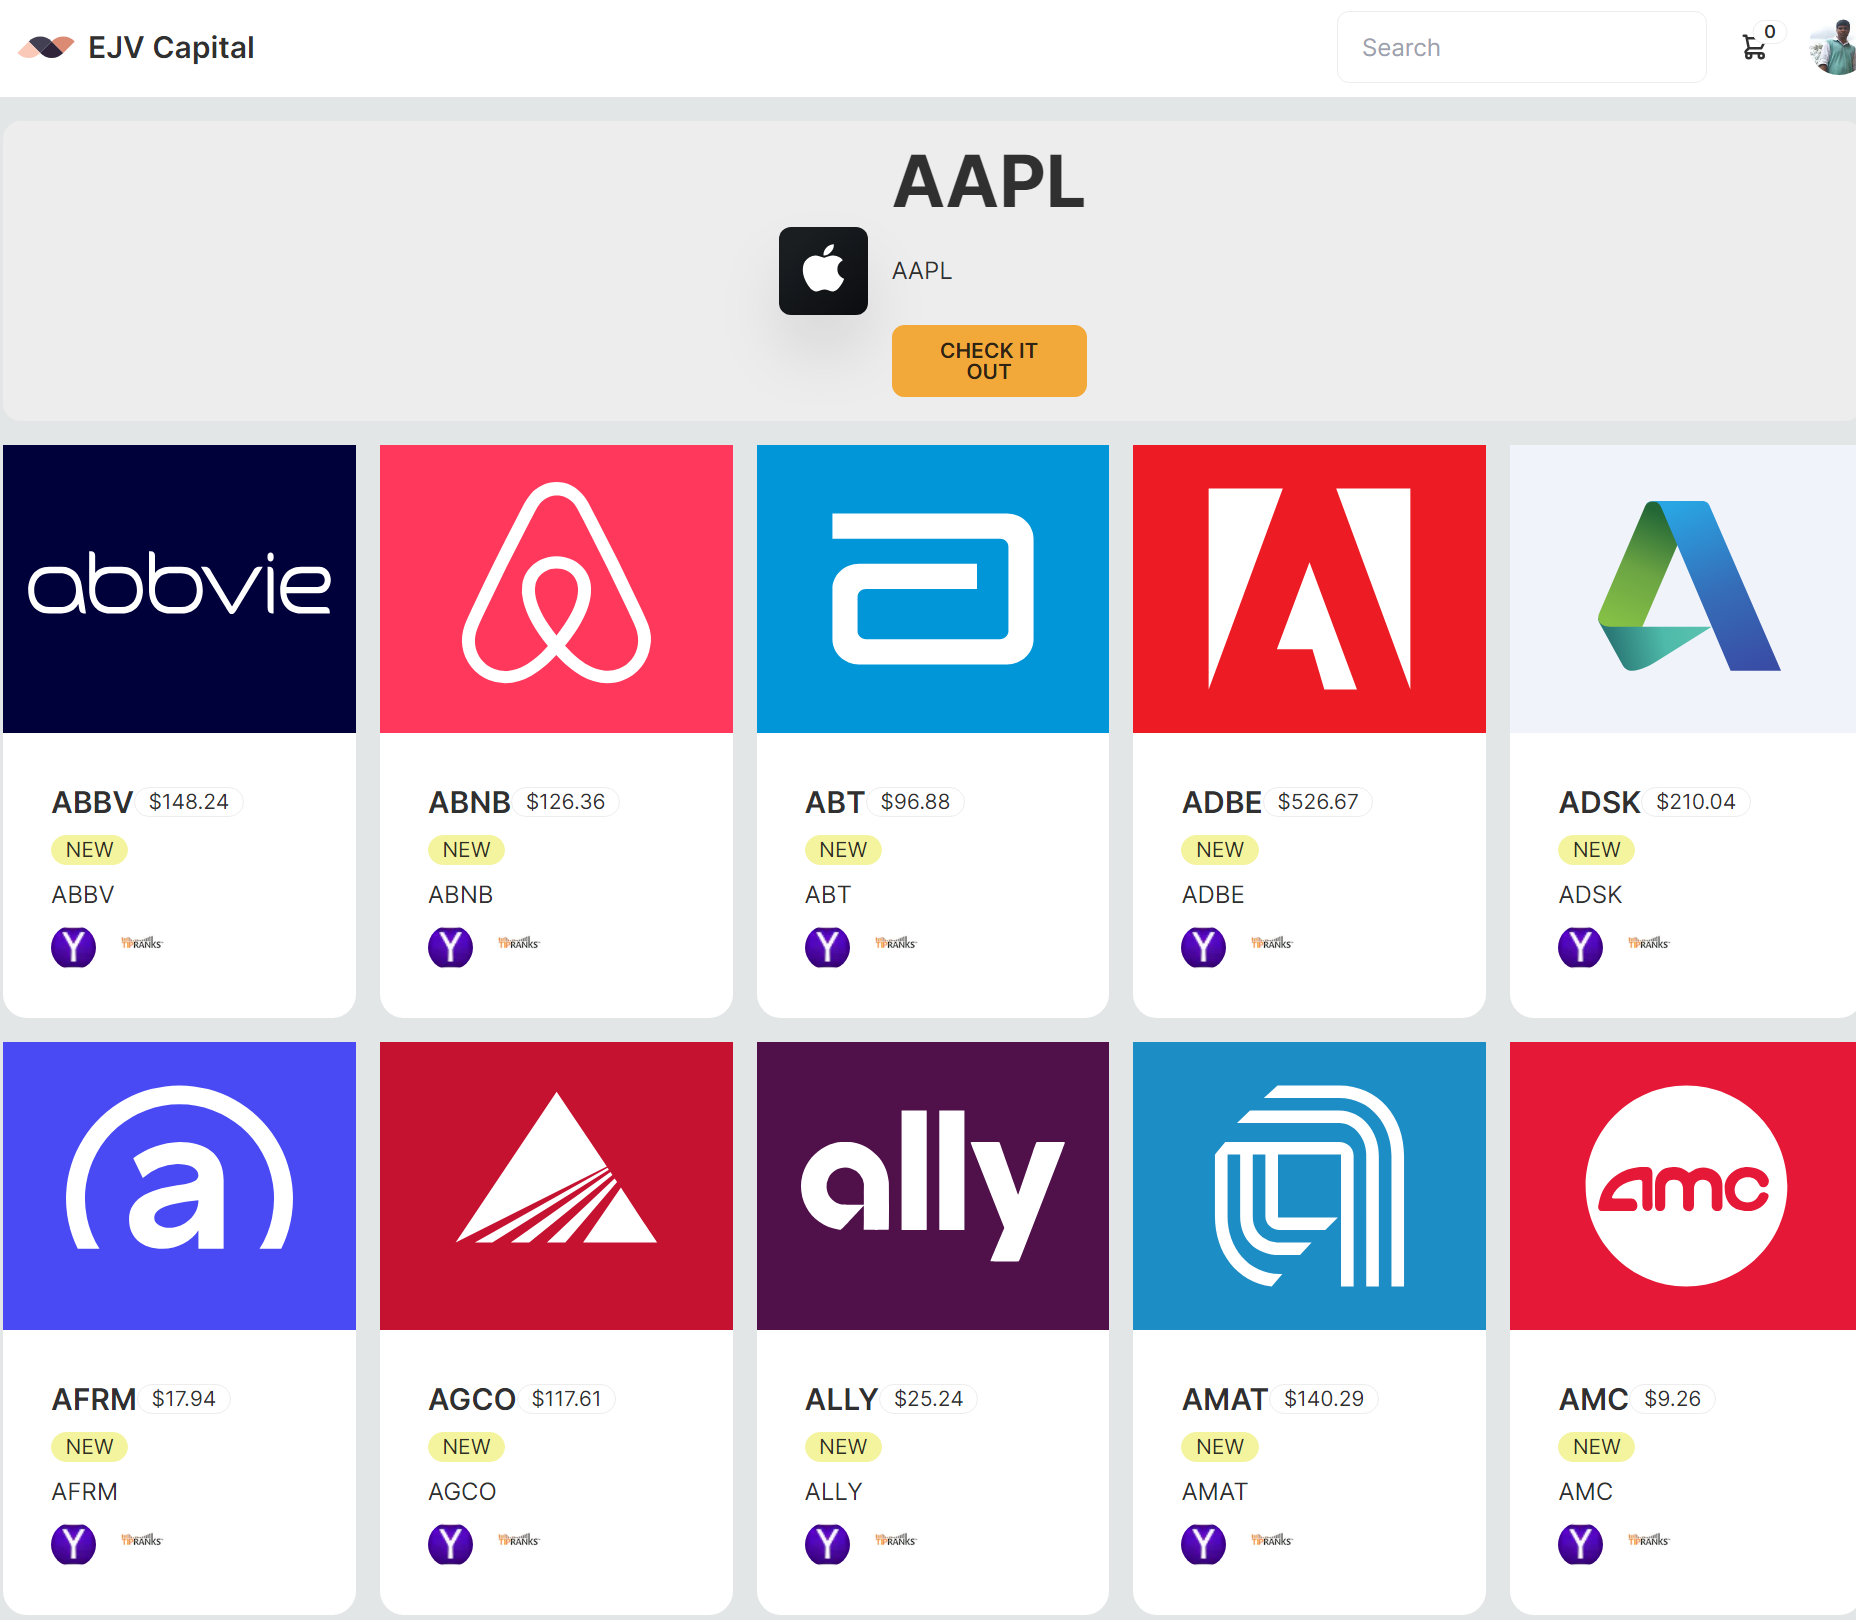 EJV Capital
Search
0
AAPL
AAPL
CHECK IT
OUT
abbvie
ABBV $148.24
NEW
ABBV
Y TIPRANKS
ABNB $126.36
NEW
ABNB
Y TIPRANKS
ABT $96.88
NEW
ABT
Y TIPRANKS
ADBE $526.67
NEW
ADBE
Y TIPRANKS
ADSK $210.04
NEW
ADSK
Y TIPRANKS
a
AFRM $17.94
NEW
AFRM
Y TIPRANKS
AGCO $117.61
NEW
AGCO
Y TIPRANKS
ally
ALLY $25.24
NEW
ALLY
Y TIPRANKS
AMAT $140.29
NEW
AMAT
Y TIPRANKS
amc
AMC $9.26
NEW
AMC
Y TIPRANKS